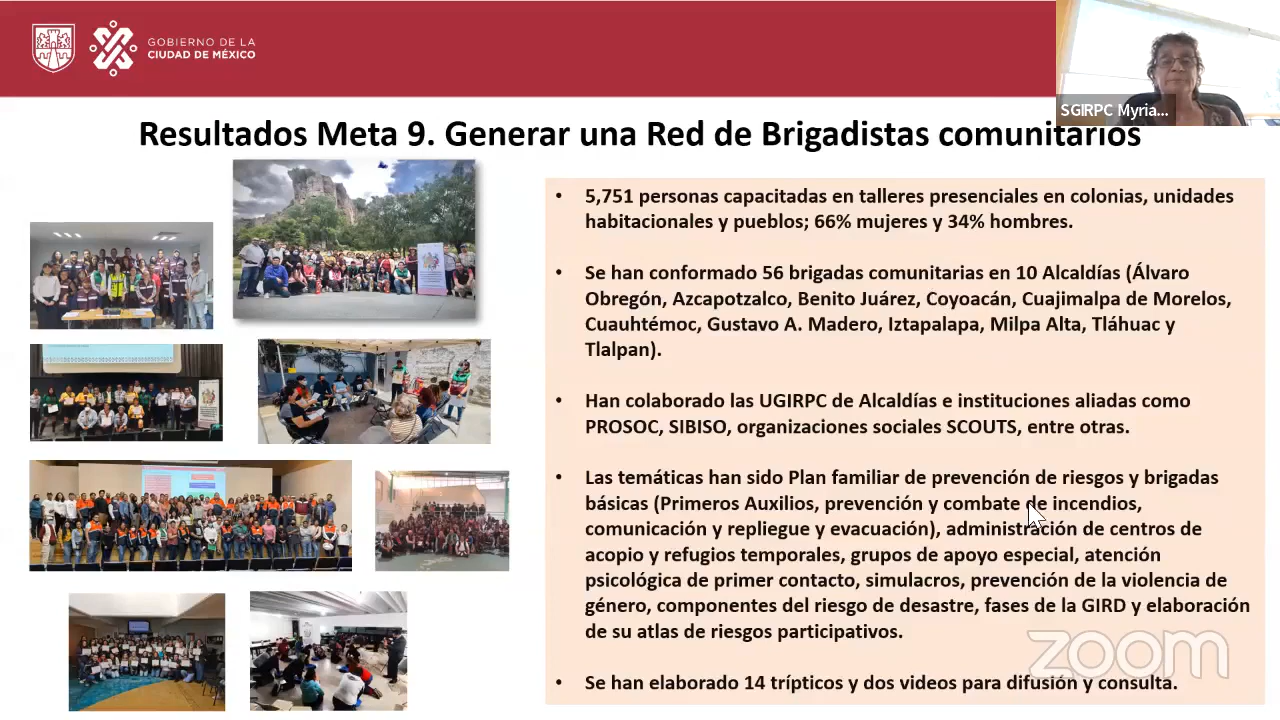 GOBIERNO DE LA
CIUDAD DE MÉXICO
SGIRPC Myria...
Resultados Meta 9. Generar una Red de Brigadistas comunitarios
• 5,751 personas capacitadas en talleres presenciales en colonias, unidades
habitacionales y pueblos; 66% mujeres y 34% hombres.
• Se han conformado 56 brigadas comunitarias en 10 Alcaldías (Álvaro
Obregón, Azcapotzalco, Benito Juárez, Coyoacán, Cuajimalpa de Morelos,
Cuauhtémoc, Gustavo A. Madero, Iztapalapa, Milpa Alta, Tláhuac y
Tlalpan).
• Han colaborado las UGIRPC de Alcaldías e instituciones aliadas como
PROSOC, SIBISO, organizaciones sociales SCOUTS, entre otras.
• Las temáticas han sido Plan familiar de prevención de riesgos y brigadas
básicas (Primeros Auxilios, prevención y combate de incendios,
comunicación y repliegue y evacuación), administración de centros de
acopio y refugios temporales, grupos de apoyo especial, atención
psicológica de primer contacto, simulacros, prevención de la violencia de
género, componentes del riesgo de desastre, fases de la GIRD y elaboración
de su atlas de riesgos participativos.
• Se han elaborado 14 trípticos y dos videos para difusión y consulta.
zoom